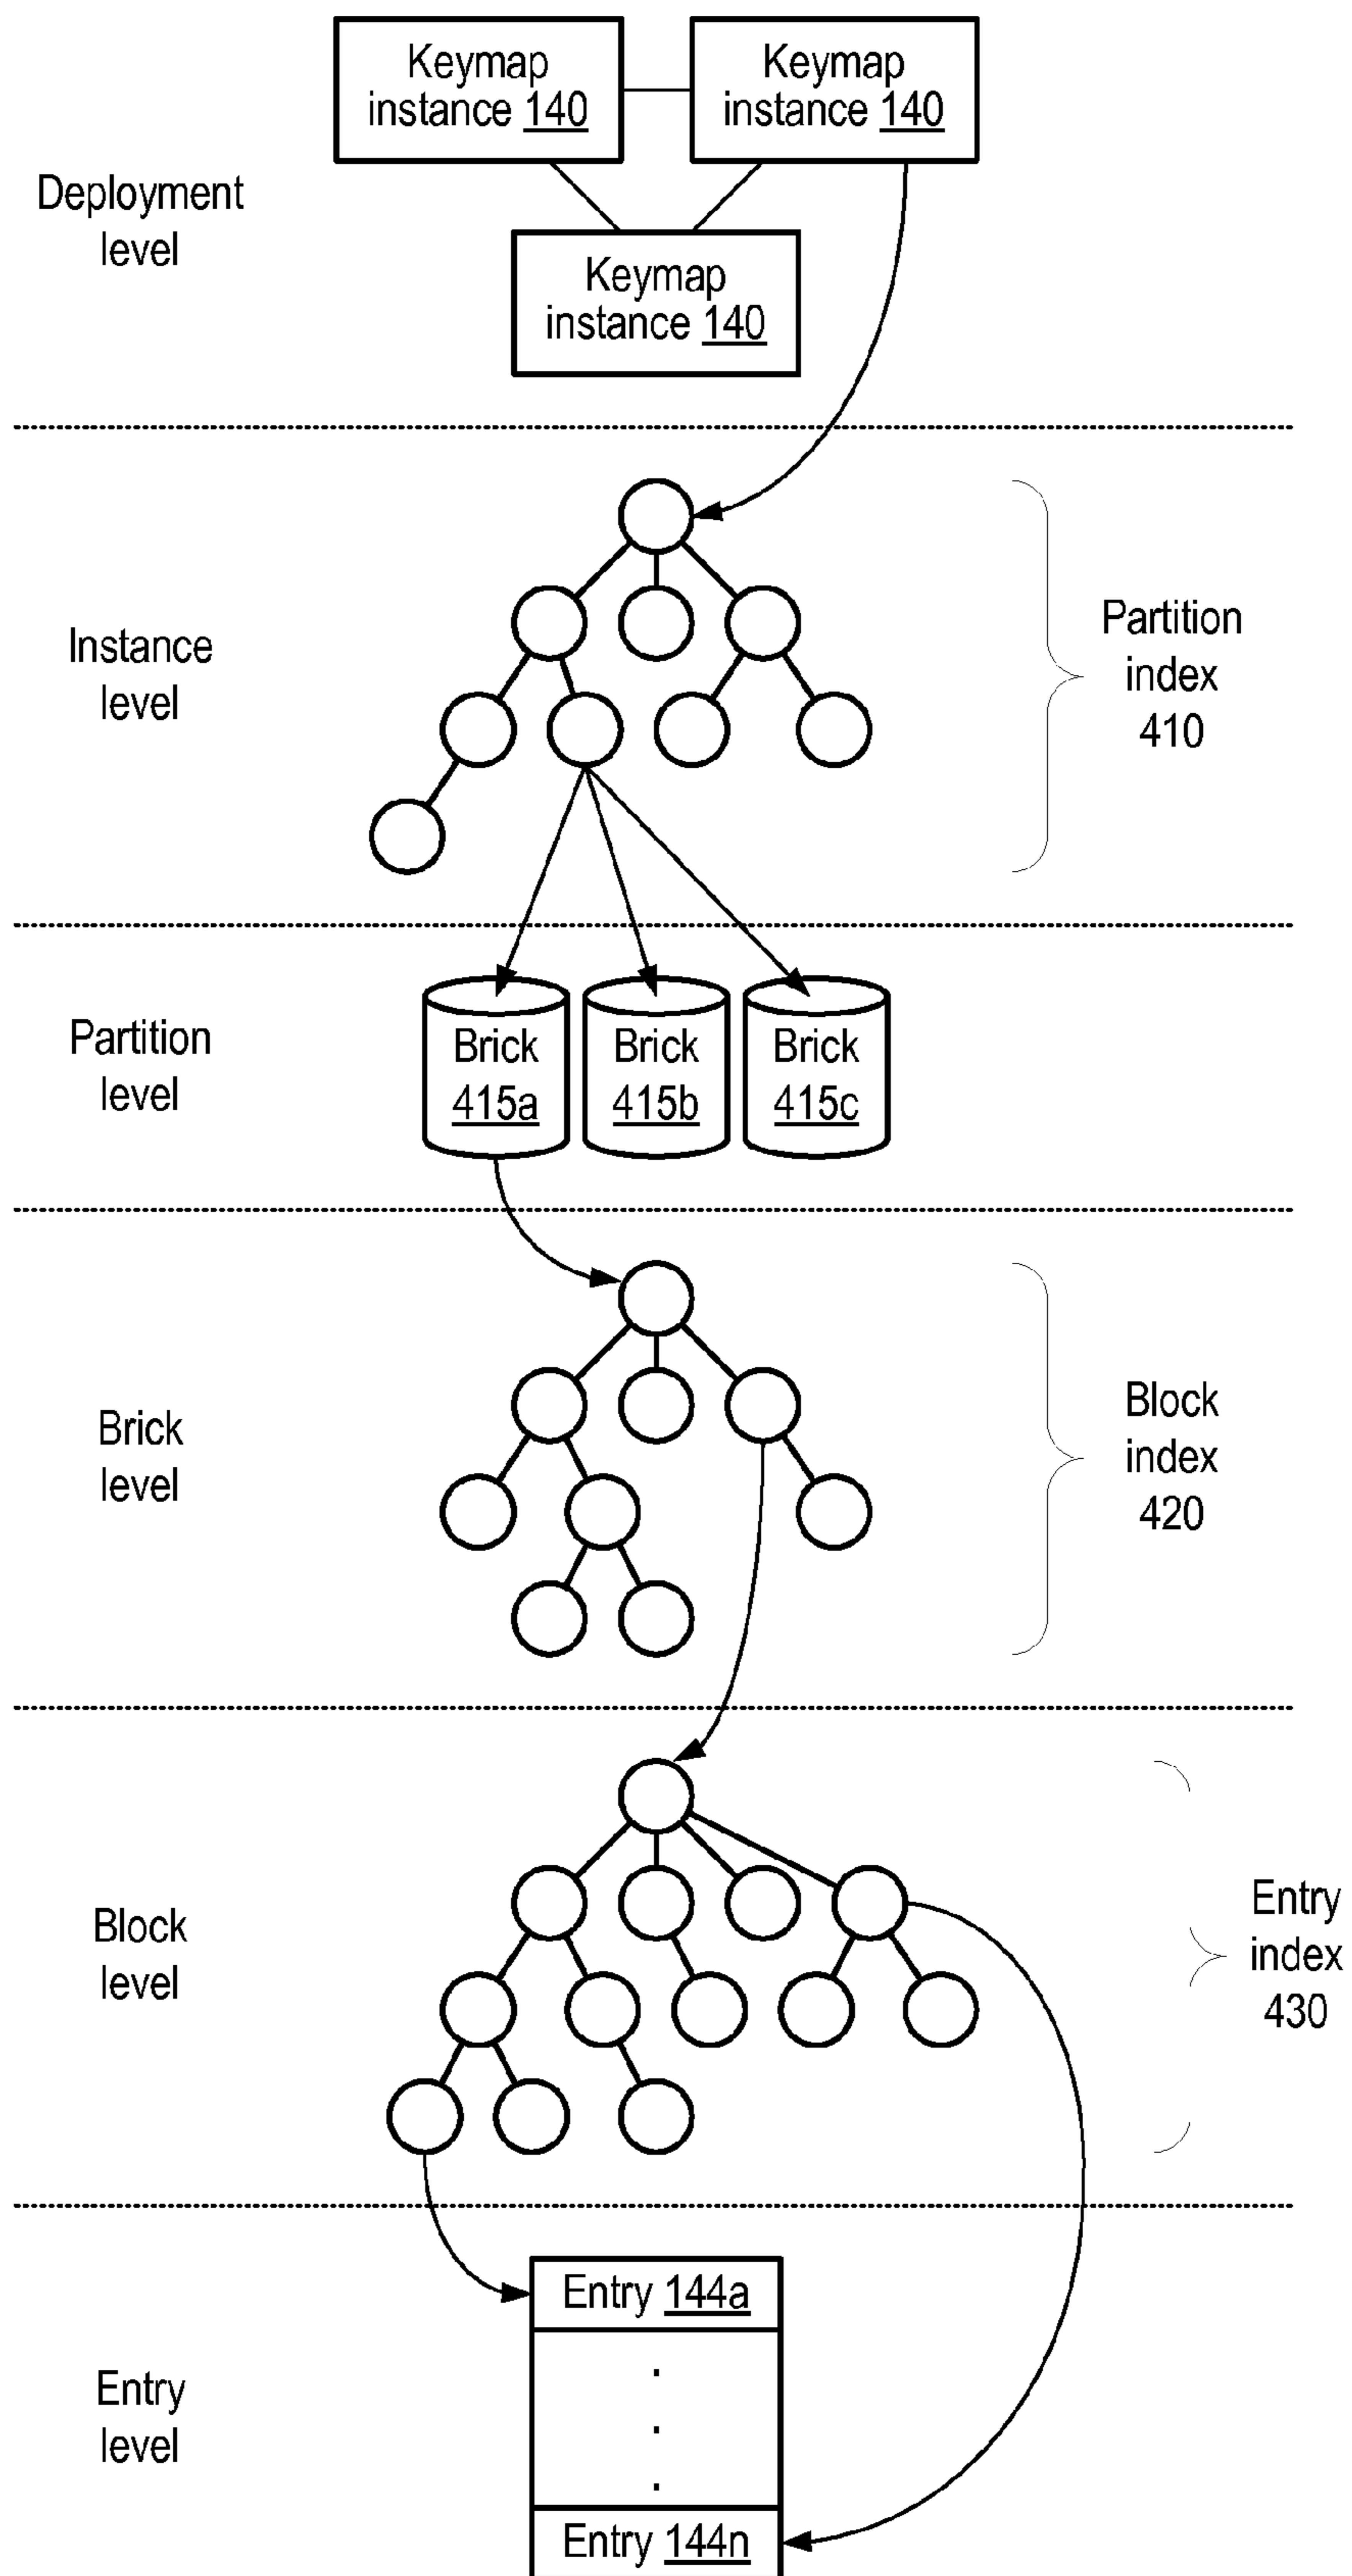 Keymap
instance 140
Keymap
instance 140
Deployment
level
Keymap
instance 140
Instance
level
Partition
index
410
Partition
level
Brick
415a
Brick
415b
Brick
415c
Brick
level
Block
index
420
Block
level
Entry
index
430
Entry
level
Entry 144a
.
.
.
Entry 144n